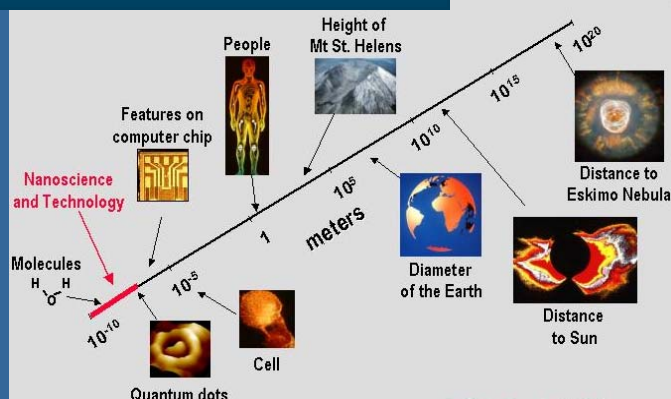 People
Height of
Mt St. Helens
10²⁰
10¹⁵
Features on
computer chip
10¹⁰
Distance to
Eskimo Nebula
Nanoscience
and Technology
10⁵
meters
1
Molecules
H H
O
10⁻⁵
Diameter
of the Earth
Distance
to Sun
10⁻¹⁰
Cell
Quantum dots